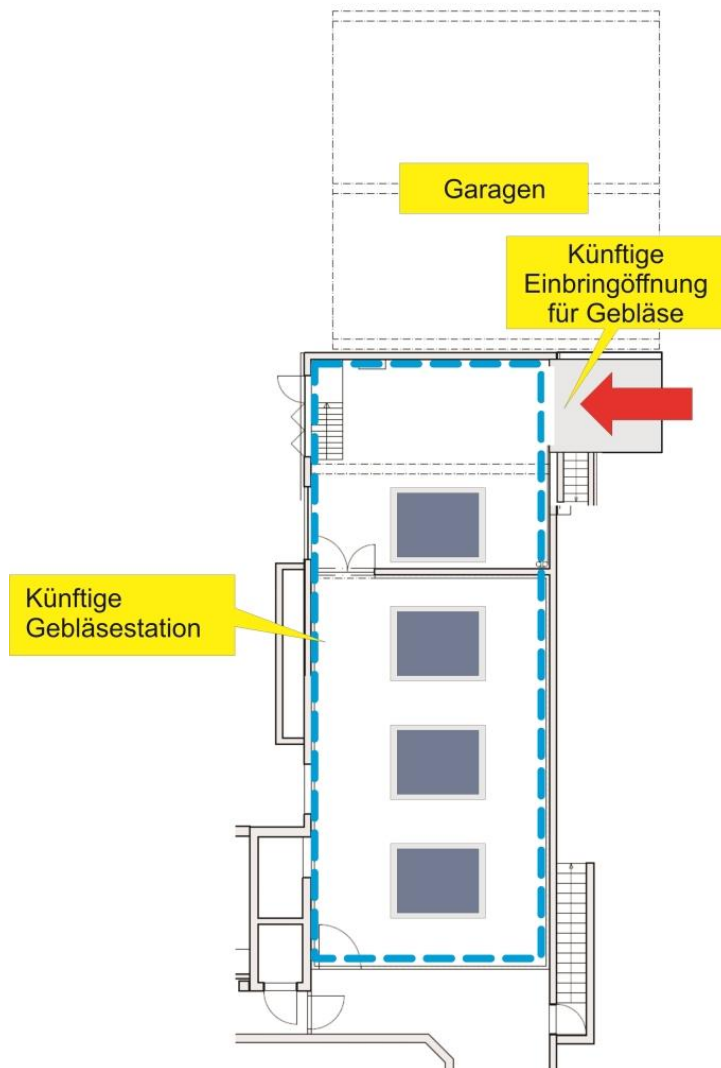 Garagen
Künftige
Einbringöffnung
für Gebläse
Künftige
Gebläsestation